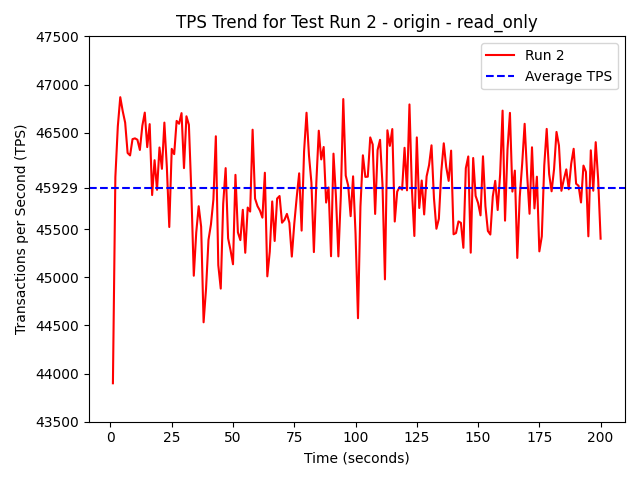 TPS Trend for Test Run 2 - origin - read_only
Run 2
Average TPS
Transactions per Second (TPS)
47500
47000
46500
45929
45500
45000
44500
44000
43500
0 25 50 75 100 125 150 175 200
Time (seconds)